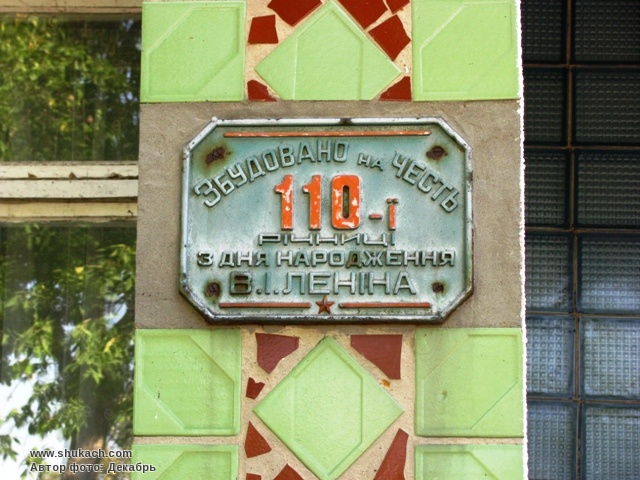 ЗБУДОВАНО НА ЧЕСТЬ
110-ї
РІЧНИЦІ
З ДНЯ НАРОДЖЕННЯ
В.І.ЛЕНІНА
www.shukach.com
Автор фото: Декабрь